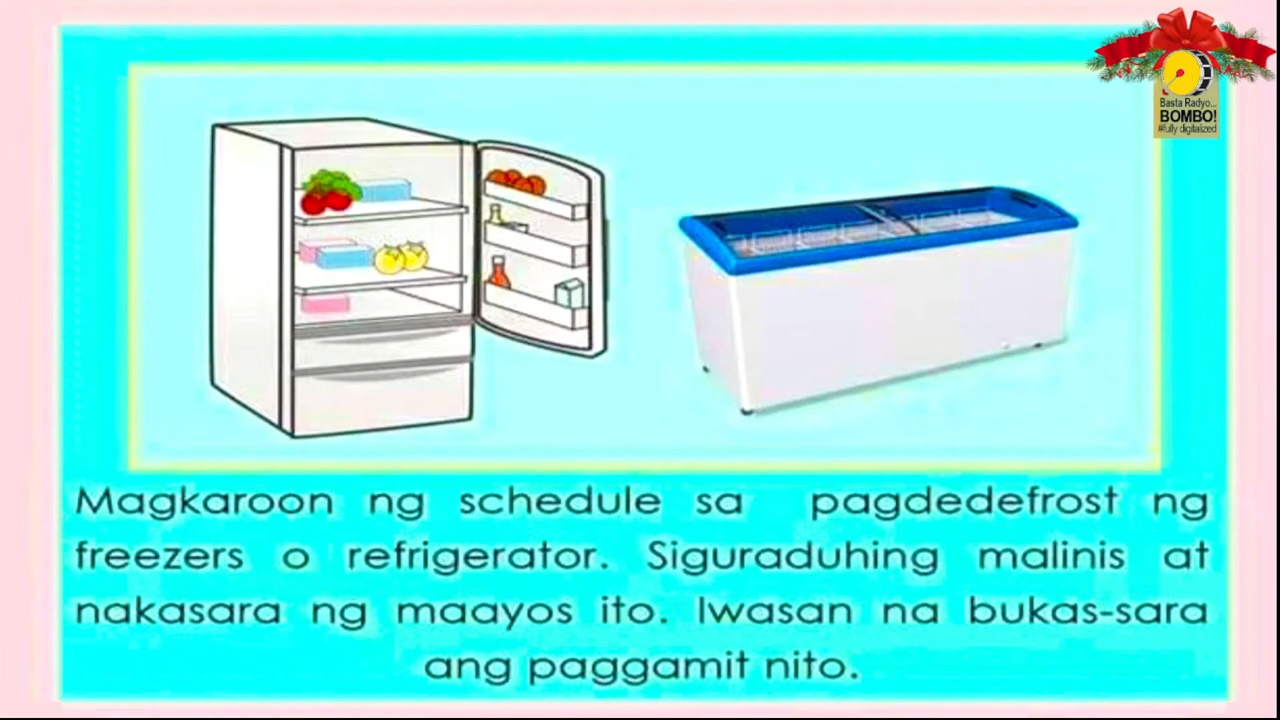 Basta Radyo...
BOMBO!
#fully digitalized
Magkaroon ng schedule sa pagdedefrost ng
freezers o refrigerator. Siguraduhing malinis at
nakasara ng maayos ito. Iwasan na bukas-sara
ang paggamit nito.